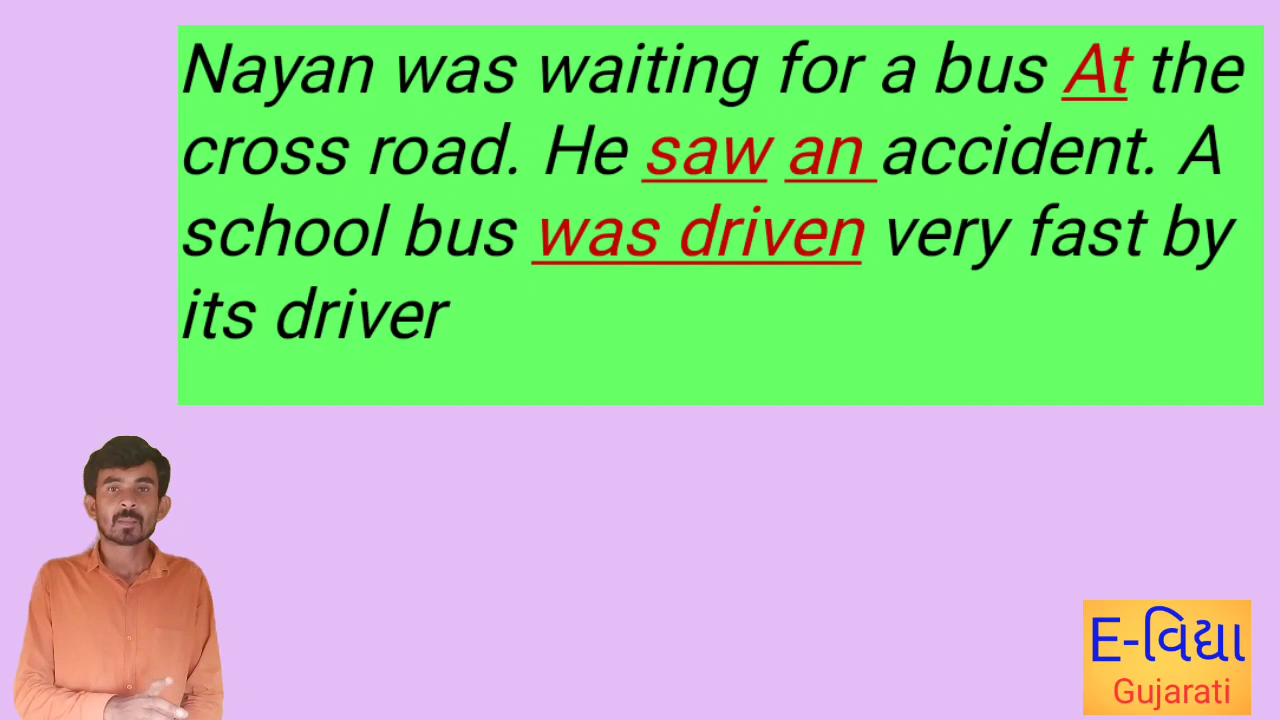 Nayan was waiting for a bus At the
cross road. He saw an accident. A
school bus was driven very fast by
its driver
E-વિદ્યા
Gujarati